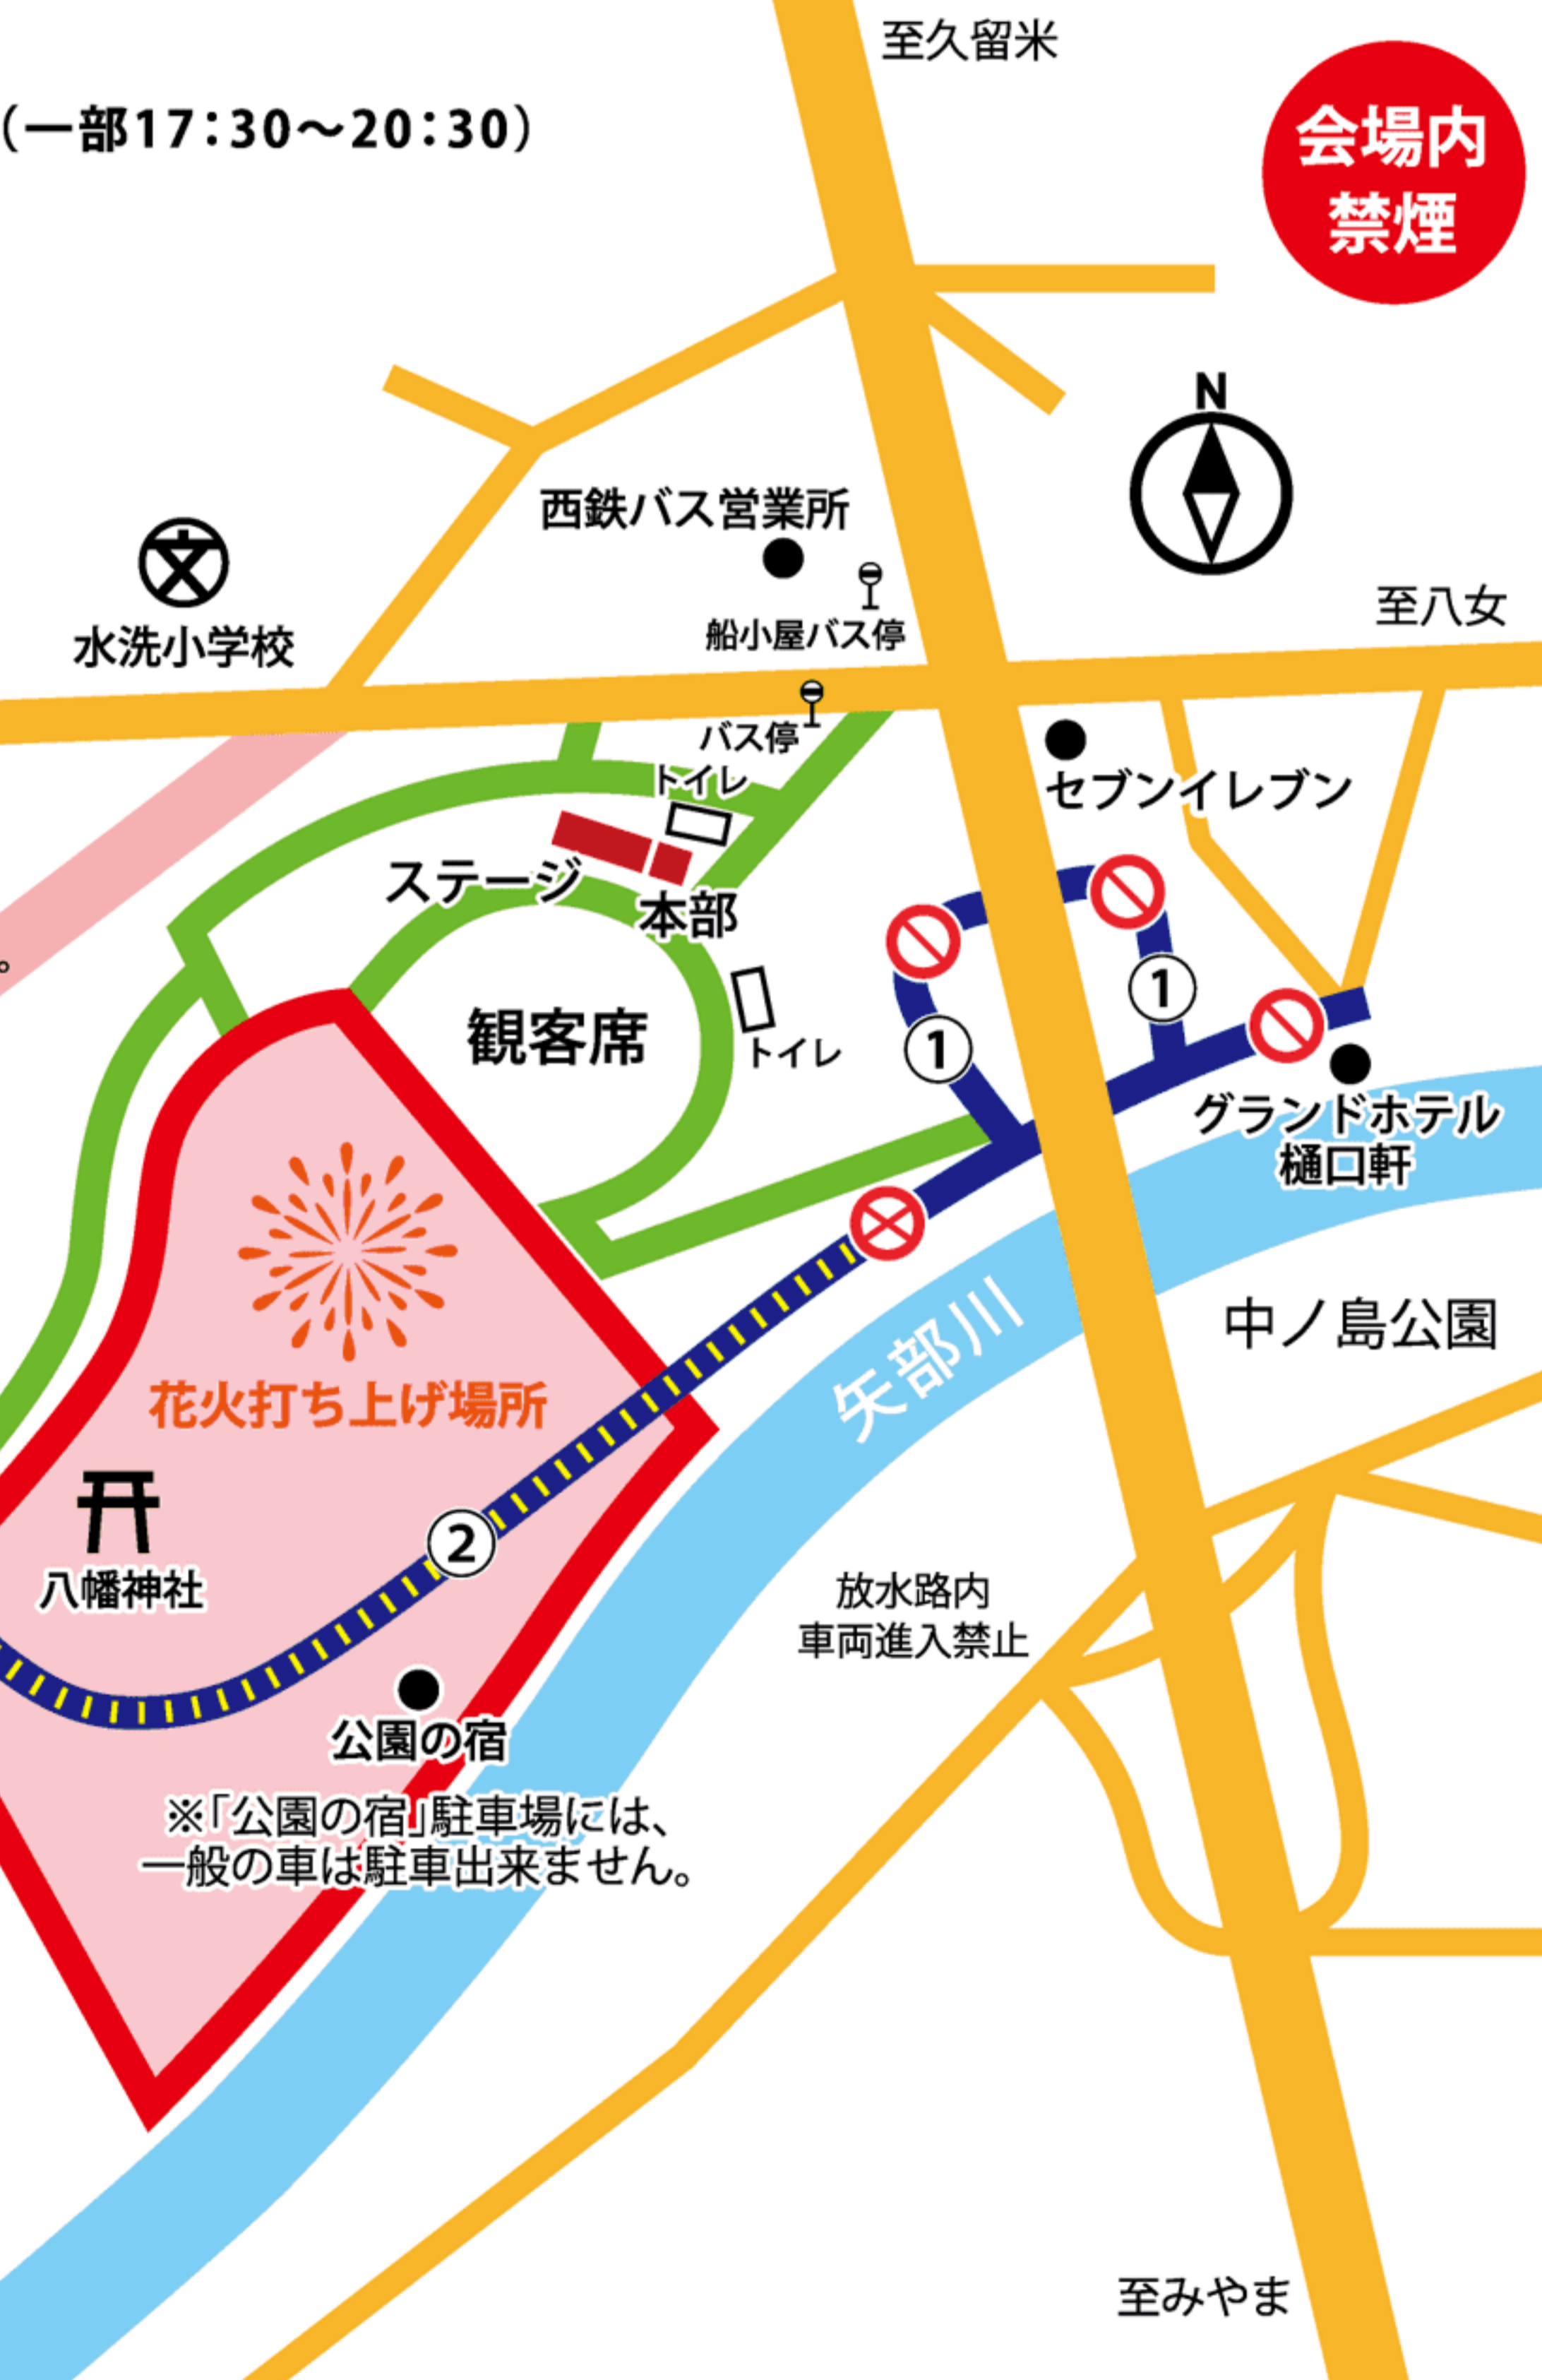 至久留米
（一部17：30～20：30）
会場内
禁煙
N
西鉄バス営業所
至八女
船小屋バス停
水洗小学校
バス停
トイレ
セブンイレブン
ステージ
本部
。
観客席
トイレ
1
1
グランドホテル
樋口軒
矢部川
中ノ島公園
花火打ち上げ場所
2
八幡神社
放水路内
車両進入禁止
公園の宿
※「公園の宿」駐車場には、
一般の車は駐車出来ません。
至みやま